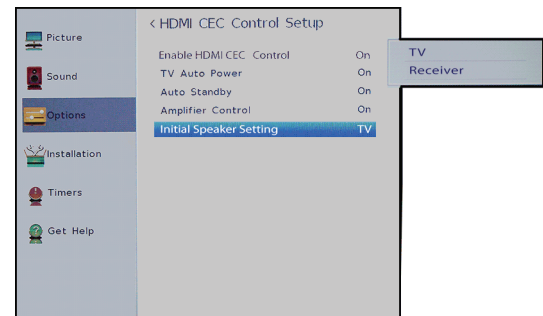 Picture
Sound
Options
Installation
Timers
Get Help
< HDMI CEC Control Setup
Enable HDMI CEC Control On
TV Auto Power On
Auto Standby On
Amplifier Control On
Initial Speaker Setting TV
TV
Receiver